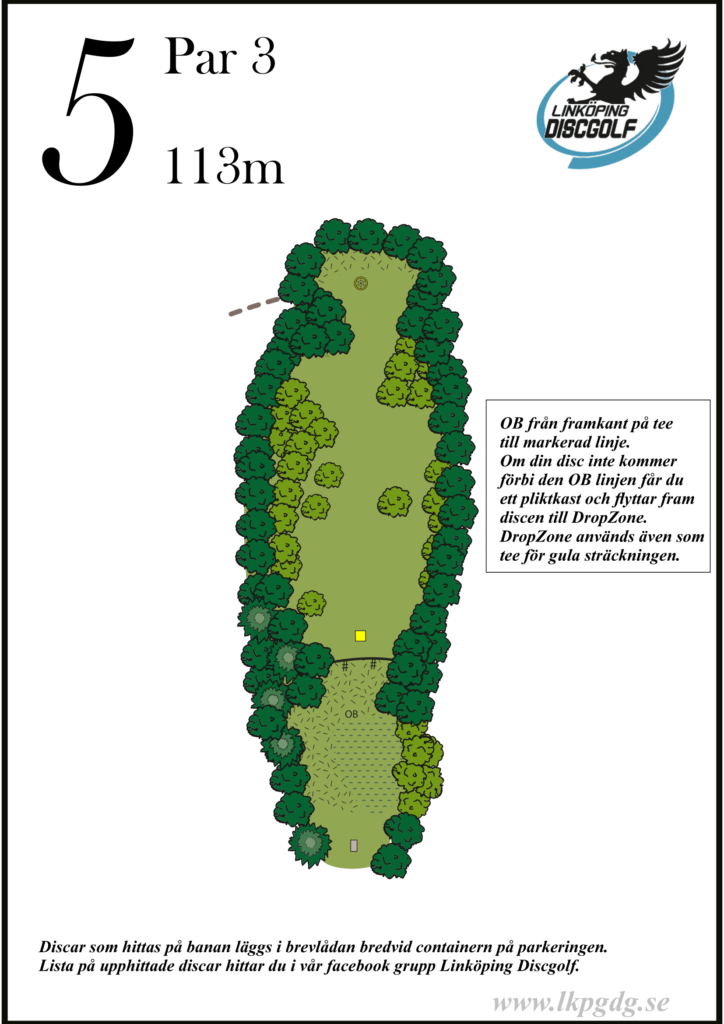 5
Par 3
113m
LINKÖPING
DISCGOLF
OB från framkant på tee
till markerad linje.
Om din disc inte kommer
förbi den OB linjen får du
ett pliktkast och flyttar fram
discen till DropZone.
DropZone används även som
tee för gula sträckningen.
OB
Discar som hittas på banan läggs i brevlådan bredvid containern på parkeringen.
Lista på upphittade discar hittar du i vår facebook grupp Linköping Discgolf.
www.lkpgdg.se